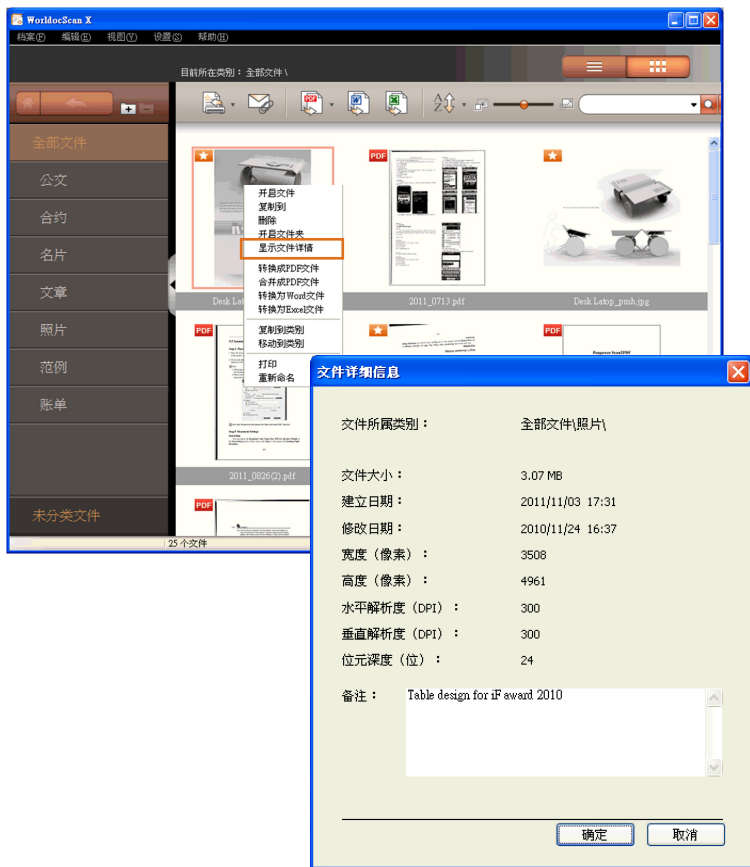 WorldocScan X
档案(F) 编辑(E) 视图(V) 设置(S) 帮助(H)
目前所在类别：全部文件 \
全部文件
公文
合约
名片
文章
照片
范例
账单
未分类文件
PDF
开启文件
复制到
删除
开启文件夹
显示文件详情
转换成PDF文件
合并成PDF文件
转换为Word文件
转换为Excel文件
复制到类别
移动到类别
打印
重新命名
Desk
2011_0713.pdf
Desk Latop_push.jpg
PDF
PDF
2011_0826(2).pdf
PDF
25 个文件
文件详细信息
文件所属类别： 全部文件\照片\
文件大小： 3.07 MB
建立日期： 2011/11/03 17:31
修改日期： 2010/11/24 16:37
宽度（像素）： 3508
高度（像素）： 4961
水平解析度（DPI）： 300
垂直解析度（DPI）： 300
位元深度（位）： 24
备注： Table design for iF award 2010
确定 取消